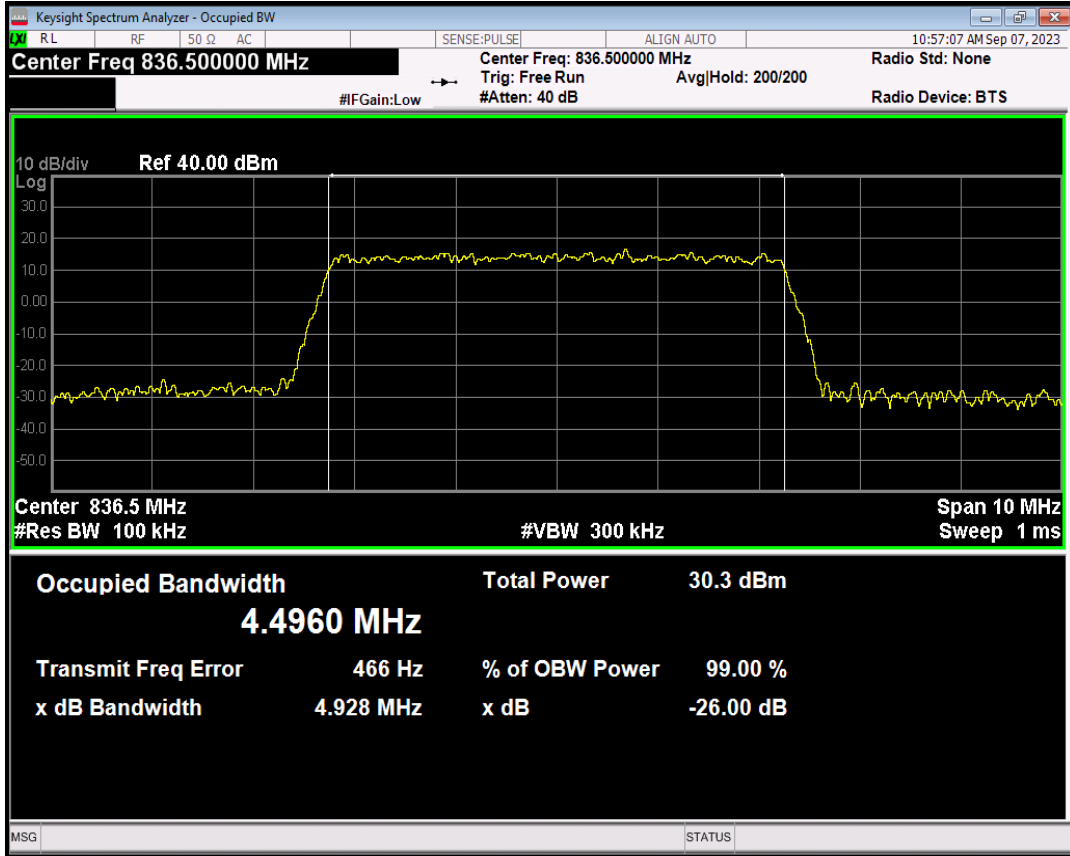 Keysight Spectrum Analyzer - Occupied BW
LXI RL RF 50 Ω AC SENSE:PULSE ALIGN AUTO 10:57:07 AM Sep 07, 2023
Center Freq 836.500000 MHz Center Freq: 836.500000 MHz Radio Std: None
Trig: Free Run Avg|Hold: 200/200
#IFGain:Low #Atten: 40 dB Radio Device: BTS
10 dB/div Ref 40.00 dBm
Log
30.0
20.0
10.0
0.00
-10.0
-20.0
-30.0
-40.0
-50.0
Center 836.5 MHz Span 10 MHz
#Res BW 100 kHz #VBW 300 kHz Sweep 1 ms
Occupied Bandwidth Total Power 30.3 dBm
4.4960 MHz
Transmit Freq Error 466 Hz % of OBW Power 99.00 %
x dB Bandwidth 4.928 MHz x dB -26.00 dB
MSG STATUS